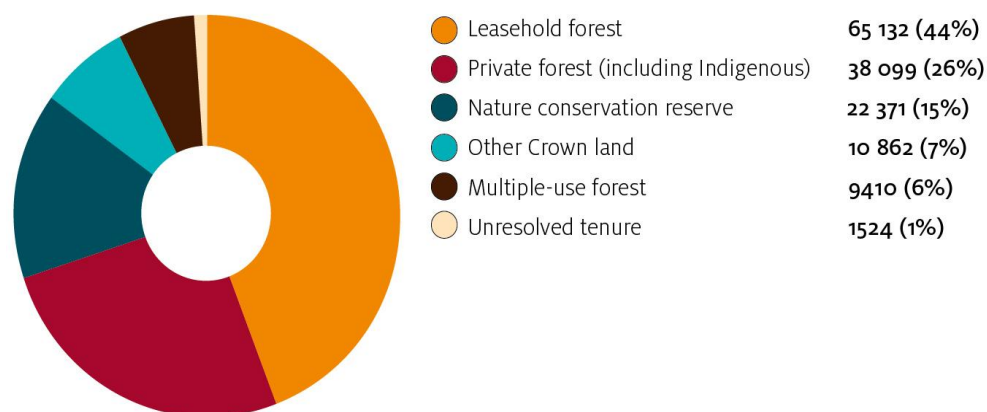 Leasehold forest 65 132 (44%)
Private forest (including Indigenous) 38 099 (26%)
Nature conservation reserve 22 371 (15%)
Other Crown land 10 862 (7%)
Multiple-use forest 9410 (6%)
Unresolved tenure 1524 (1%)